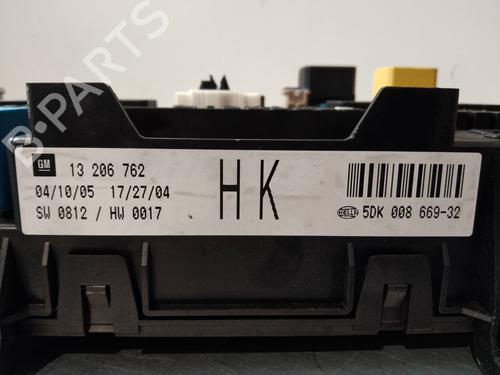 GM 13 206 762
04/10/05 17/27/04
SW 0812 / HW 0017
HK
HELLA 5DK 008 669-32
B-PARTS